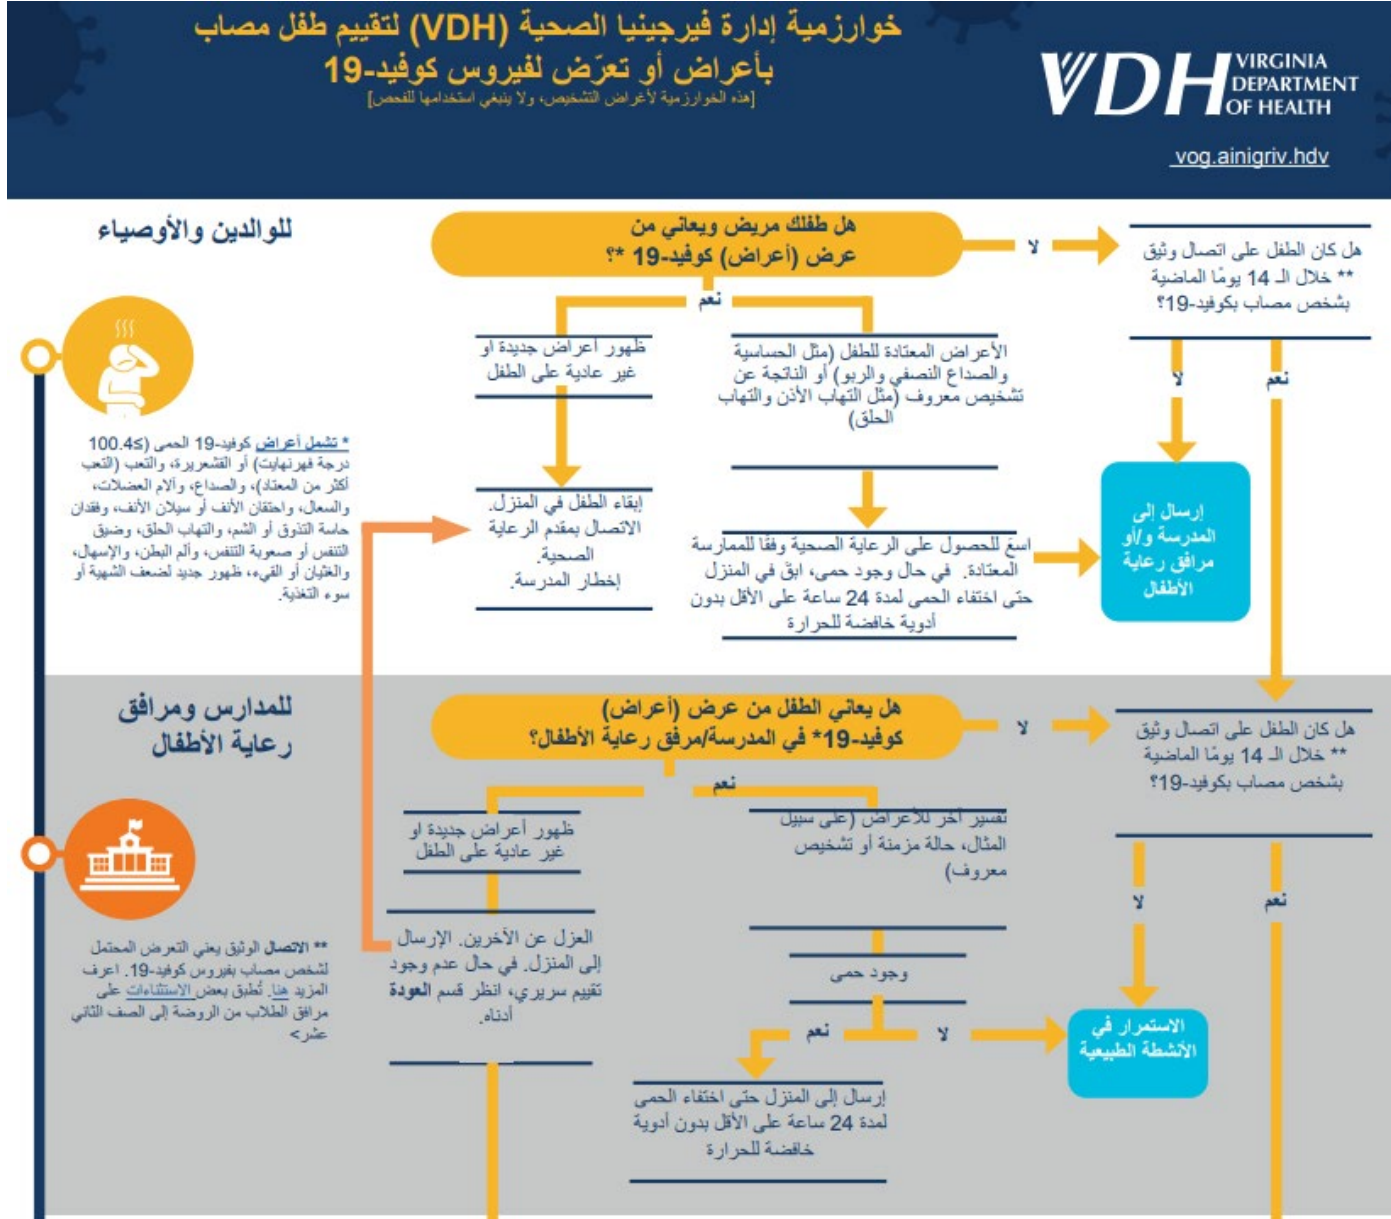 خوارزمية إدارة فيرجينيا الصحية (VDH) لتقييم طفل مصاب
بأعراض أو تعرّض لفيروس كوفيد-19
[هذه الخوارزمية لأغراض التشخيص، ولا ينبغي استخدامها للفحص]
VDH
VIRGINIA
DEPARTMENT
OF HEALTH
vog.ainigriv.hdv
للوالدين والأوصياء
هل طفلك مريض ويعاني من
عرض (أعراض) كوفيد-19 *؟
لا
هل كان الطفل على اتصال وثيق
** خلال الـ 14 يومًا الماضية
بشخص مصاب بكوفيد-19؟
نعم
الأعراض المعتادة للطفل (مثل الحساسية
والصداع النصفي والربو) أو الناتجة عن
تشخيص معروف (مثل التهاب الأذن والتهاب
الحلق)
ظهور أعراض جديدة او
غير عادية على الطفل
لا
نعم
* تشمل أعراض كوفيد-19 الحمى (≥100.4
درجة فهرنهايت) أو القشعريرة، والتعب (التعب
أكثر من المعتاد)، والصداع، وآلام العضلات،
والسعال، واحتقان الأنف أو سيلان الأنف، وفقدان
حاسة التذوق أو الشم، والتهاب الحلق، وضيق
التنفس أو صعوبة التنفس، وألم البطن، والإسهال،
والغثيان أو القيء، ظهور جديد لضعف الشهية أو
سوء التغذية.
إبقاء الطفل في المنزل.
الاتصال بمقدم الرعاية
الصحية.
إخطار المدرسة.
اسعَ للحصول على الرعاية الصحية وفقًا للممارسة
المعتادة. في حال وجود حمى، ابقَ في المنزل
حتى اختفاء الحمى لمدة 24 ساعة على الأقل بدون
أدوية خافضة للحرارة
إرسال إلى
المدرسة و/أو
مرافق رعاية
الأطفال
للمدارس ومرافق
رعاية الأطفال
هل يعاني الطفل من عرض (أعراض)
كوفيد-19* في المدرسة/مرفق رعاية الأطفال؟
لا
هل كان الطفل على اتصال وثيق
** خلال الـ 14 يومًا الماضية
بشخص مصاب بكوفيد-19؟
نعم
تفسير آخر للأعراض (على سبيل
المثال، حالة مزمنة أو تشخيص
معروف)
ظهور أعراض جديدة او
غير عادية على الطفل
لا
نعم
العزل عن الآخرين. الإرسال
إلى المنزل. في حال عدم وجود
تقييم سريري، انظر قسم العودة
أدناه.
وجود حمى
** الاتصال الوثيق يعني التعرض المحتمل
لشخص مصاب بفيروس كوفيد-19. اعرف
المزيد هنا. تُطبق بعض الاستثناءات على
مرافق الطلاب من الروضة إلى الصف الثاني
عشر>
لا
نعم
الاستمرار في
الأنشطة الطبيعية
إرسال إلى المنزل حتى اختفاء الحمى
لمدة 24 ساعة على الأقل بدون أدوية
خافضة للحرارة